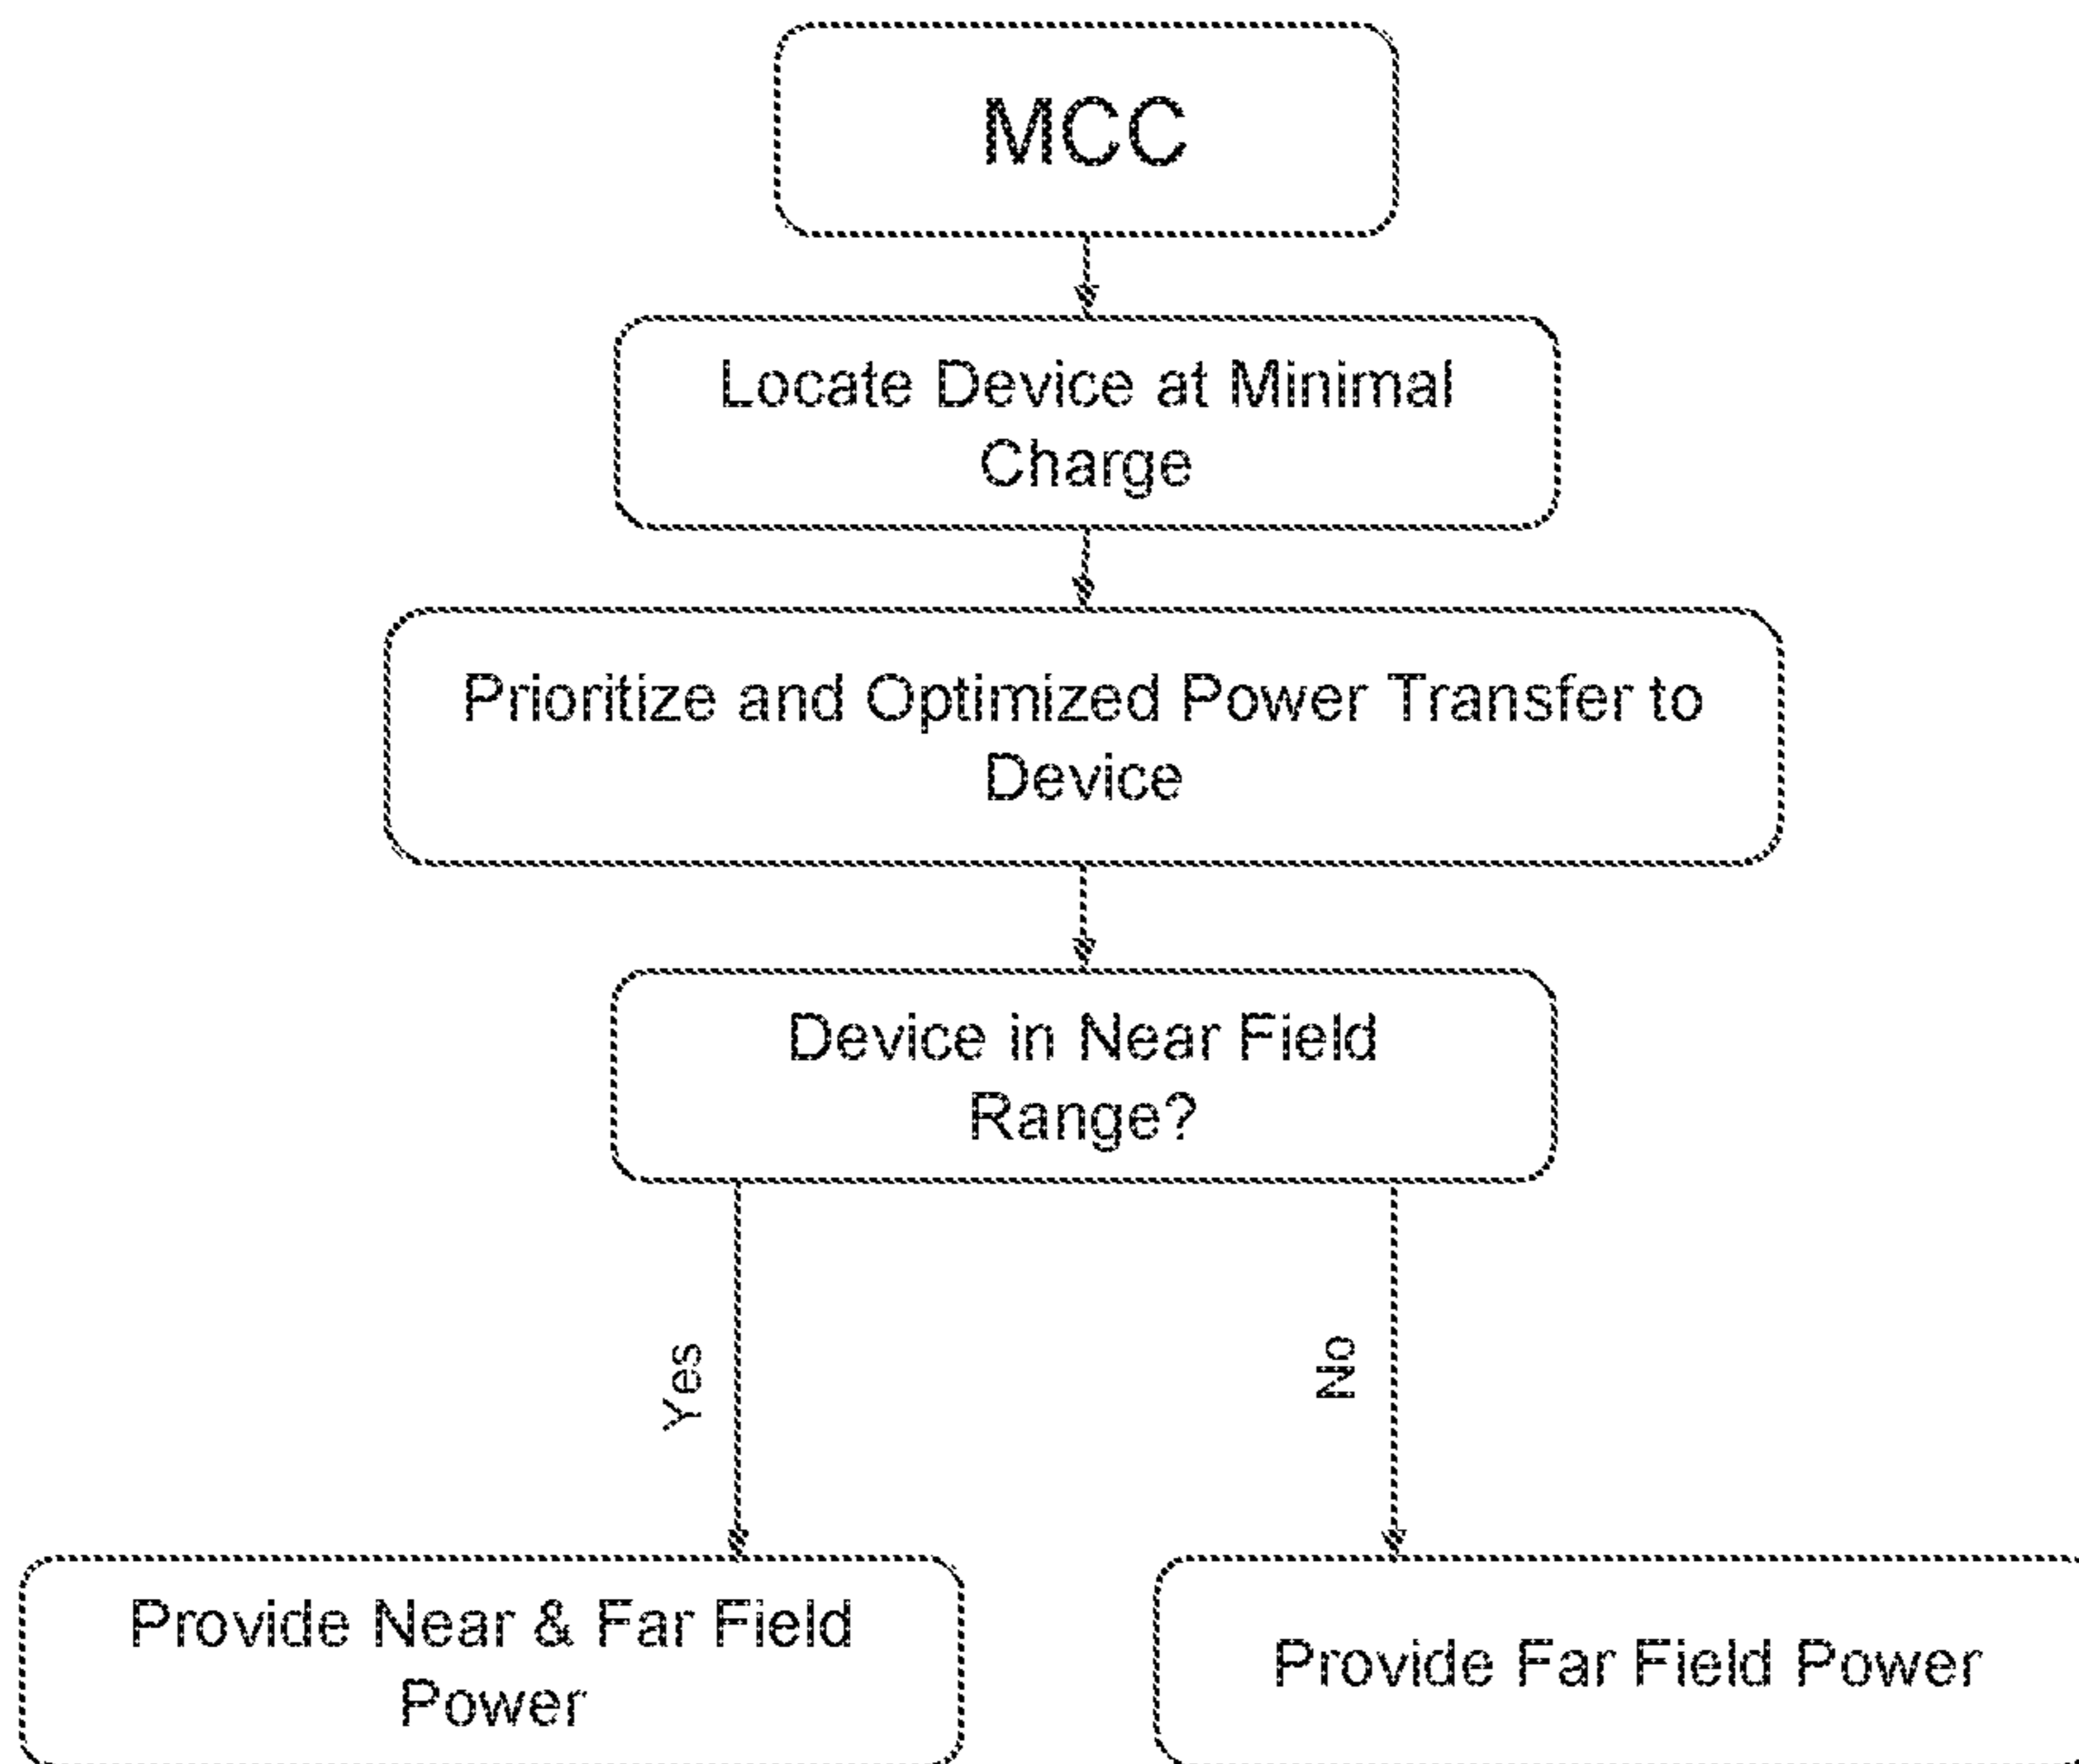 MCC
Locate Device at Minimal
Charge
Prioritize and Optimized Power Transfer to
Device
Device in Near Field
Range?
Yes
No
Provide Near & Far Field
Power
Provide Far Field Power